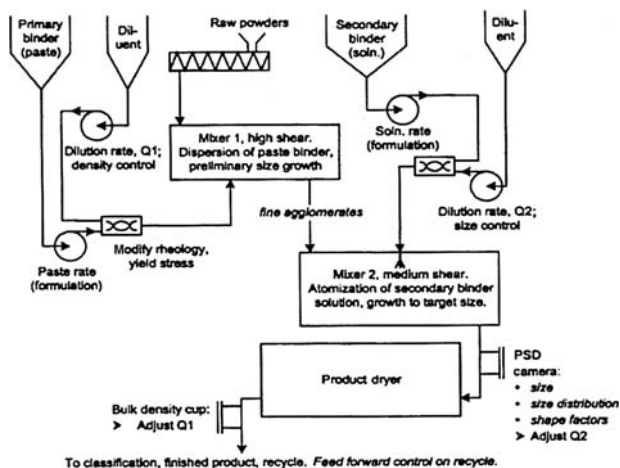 Primary
binder
(paste)
Dil-
uent
Raw powders
Secondary
binder
(soln.)
Dilu-
ent
Dilution rate, Q1;
density control
Mixer 1, high shear.
Dispersion of paste binder,
preliminary size growth
Soln. rate
(formulation)
Dilution rate, Q2;
size control
fine agglomerates
Modify rheology,
yield stress
Paste rate
(formulation)
Mixer 2, medium shear.
Atomization of secondary binder
solution, growth to target size.
Product dryer
PSD
camera:
• size
• size distribution
• shape factors
➤ Adjust Q2
Bulk density cup:
➤ Adjust Q1
To classification, finished product, recycle. Feed forward control on recycle.